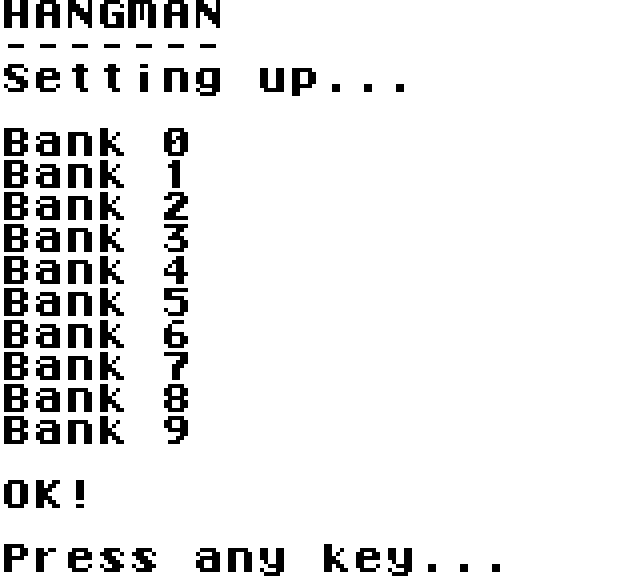 HANGMAN
-------
Setting up...
Bank 0
Bank 1
Bank 2
Bank 3
Bank 4
Bank 5
Bank 6
Bank 7
Bank 8
Bank 9
OK!
Press any key...